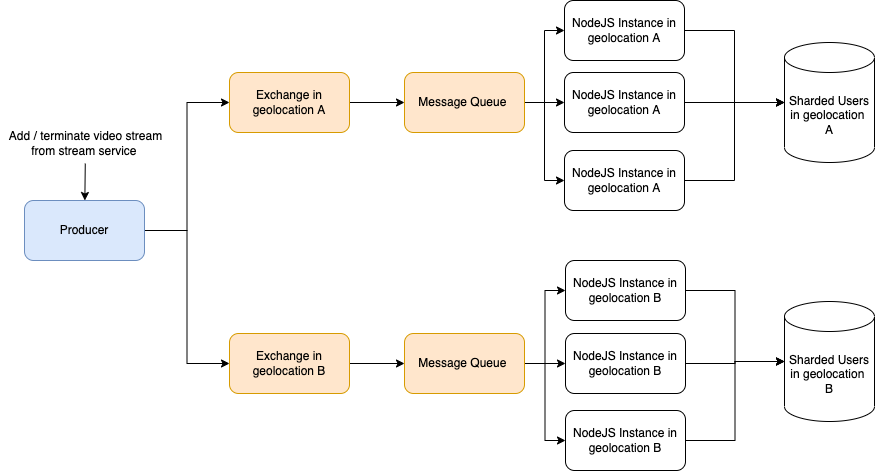 Add / terminate video stream
from stream service
Producer
Exchange in
geolocation A
Message Queue
NodeJS Instance in
geolocation A
NodeJS Instance in
geolocation A
NodeJS Instance in
geolocation A
Sharded Users
in geolocation
A
Exchange in
geolocation B
Message Queue
NodeJS Instance in
geolocation B
NodeJS Instance in
geolocation B
NodeJS Instance in
geolocation B
Sharded Users
in geolocation
B